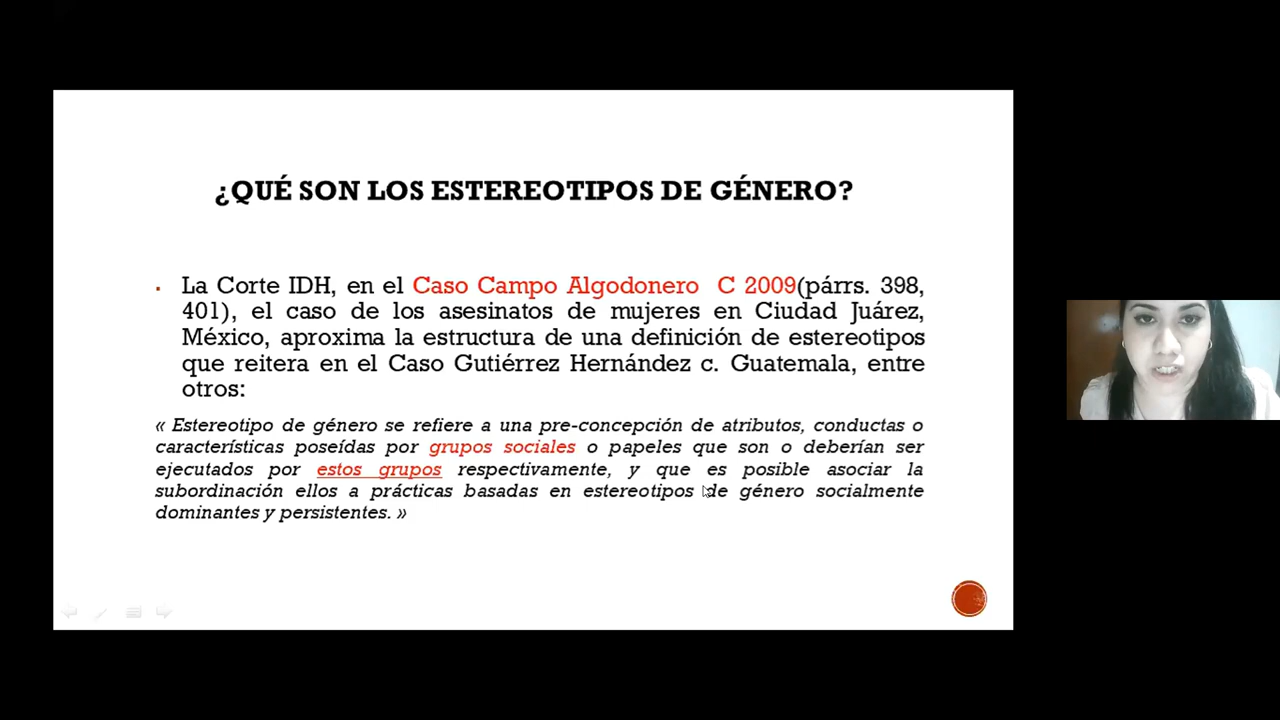 ¿QUÉ SON LOS ESTEREOTIPOS DE GÉNERO?
La Corte IDH, en el Caso Campo Algodonero C 2009(párrs. 398,
401), el caso de los asesinatos de mujeres en Ciudad Juárez,
México, aproxima la estructura de una definición de estereotipos
que reitera en el Caso Gutiérrez Hernández c. Guatemala, entre
otros:
« Estereotipo de género se refiere a una pre-concepción de atributos, conductas o
características poseídas por grupos sociales o papeles que son o deberían ser
ejecutados por estos grupos respectivamente, y que es posible asociar la
subordinación ellos a prácticas basadas en estereotipos de género socialmente
dominantes y persistentes. »